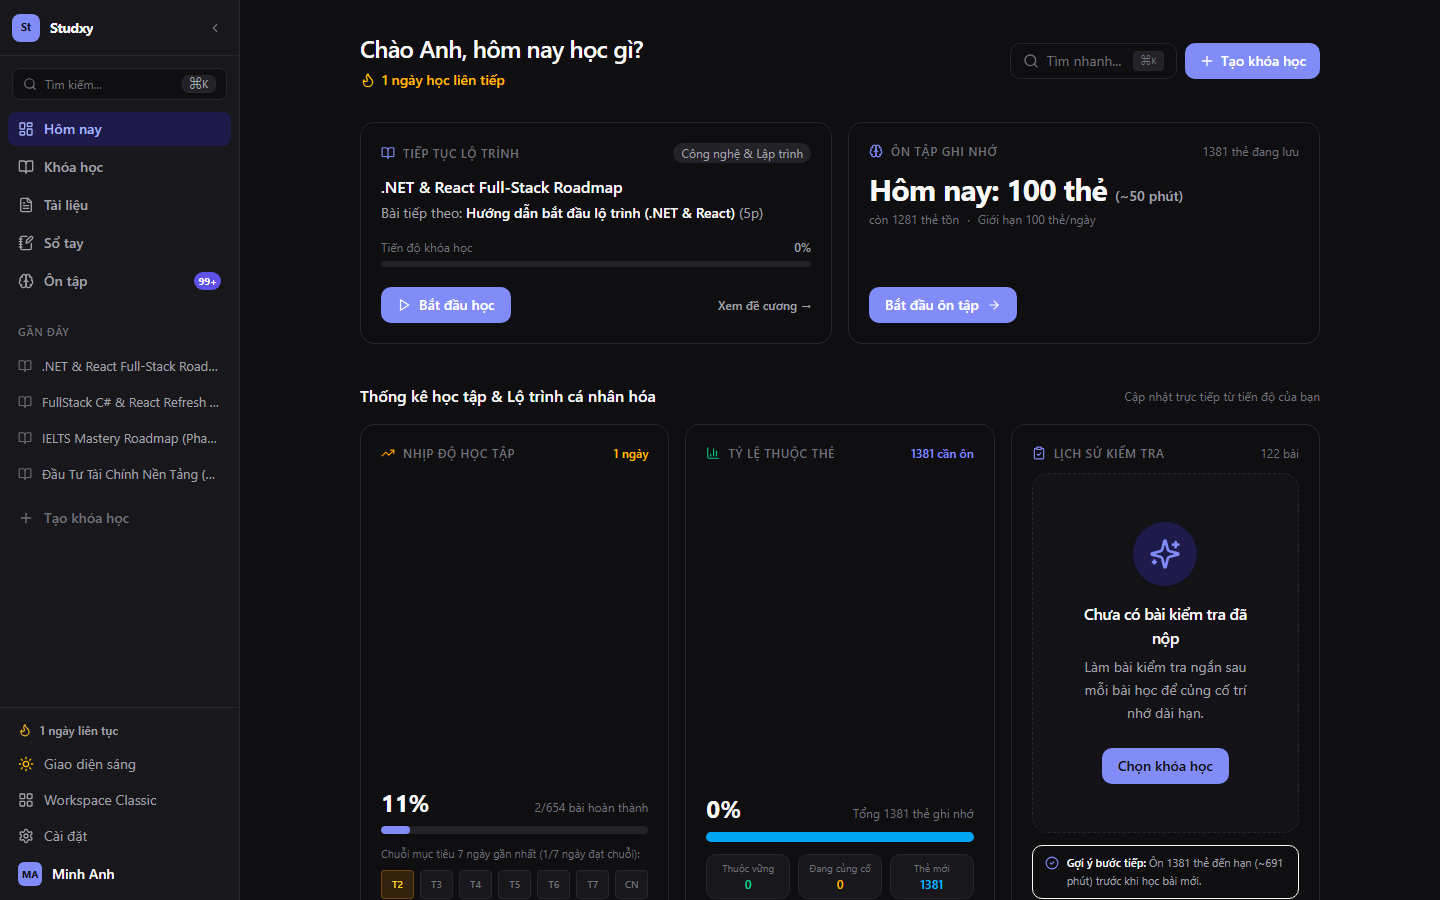 St Studxy
Tìm kiếm... ⌘K
Hôm nay
Khóa học
Tài liệu
Sổ tay
Ôn tập 99+
GẦN ĐÂY
.NET & React Full-Stack Road...
FullStack C# & React Refresh ...
IELTS Mastery Roadmap (Pha...
Đầu Tư Tài Chính Nền Tảng (...
+ Tạo khóa học
1 ngày liên tục
Giao diện sáng
Workspace Classic
Cài đặt
MA Minh Anh
Chào Anh, hôm nay học gì?
1 ngày học liên tiếp
Tìm nhanh... ⌘K
+ Tạo khóa học
TIẾP TỤC LỘ TRÌNH Công nghệ & Lập trình
.NET & React Full-Stack Roadmap
Bài tiếp theo: Hướng dẫn bắt đầu lộ trình (.NET & React) (5p)
Tiến độ khóa học 0%
Bắt đầu học Xem đề cương →
ÔN TẬP GHI NHỚ 1381 thẻ đang lưu
Hôm nay: 100 thẻ (~50 phút)
còn 1281 thẻ tồn · Giới hạn 100 thẻ/ngày
Bắt đầu ôn tập →
Thống kê học tập & Lộ trình cá nhân hóa Cập nhật trực tiếp từ tiến độ của bạn
NHỊP ĐỘ HỌC TẬP 1 ngày
11% 2/654 bài hoàn thành
Chuỗi mục tiêu 7 ngày gần nhất (1/7 ngày đạt chuỗi):
T2 T3 T4 T5 T6 T7 CN
TỶ LỆ THUỘC THẺ 1381 cần ôn
0% Tổng 1381 thẻ ghi nhớ
Thuộc vững Đang củng cố Thẻ mới
0 0 1381
LỊCH SỬ KIỂM TRA 122 bài
Chưa có bài kiểm tra đã
nộp
Làm bài kiểm tra ngắn sau
mỗi bài học để củng cố trí
nhớ dài hạn.
Chọn khóa học
Gợi ý bước tiếp: Ôn 1381 thẻ đến hạn (~691
phút) trước khi học bài mới.